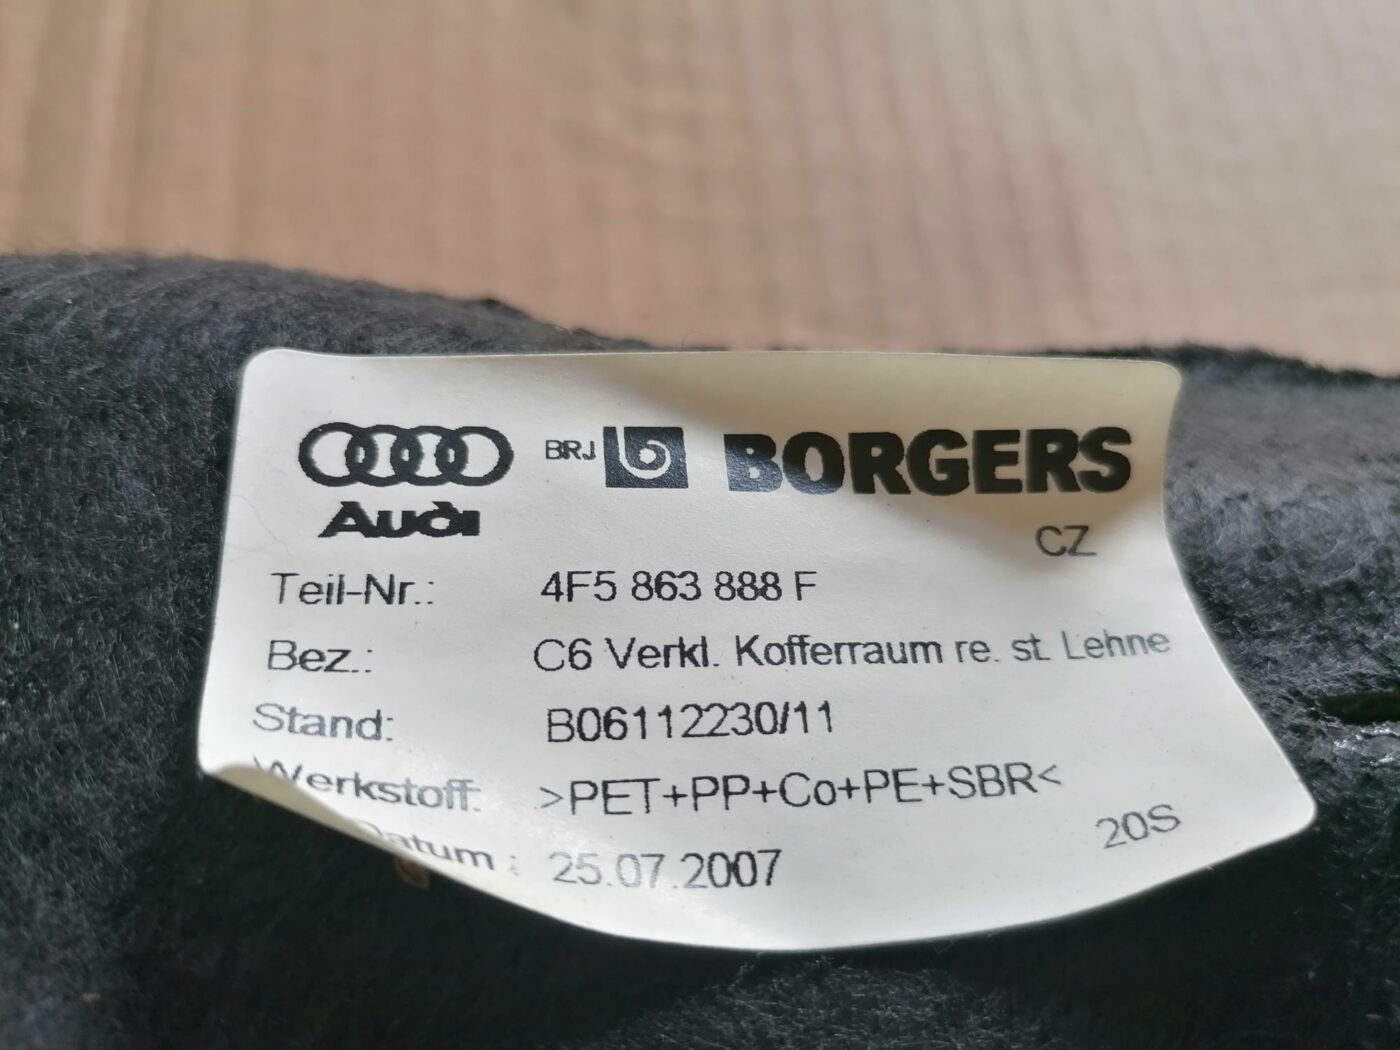 BRJ BORGERS
Audi
CZ
Teil-Nr.: 4F5 863 888 F
Bez.: C6 Verkl. Kofferraum re. st. Lehne
Stand: B06112230/11
Werkstoff: >PET+PP+Co+PE+SBR<
Datum : 25.07.2007
20S